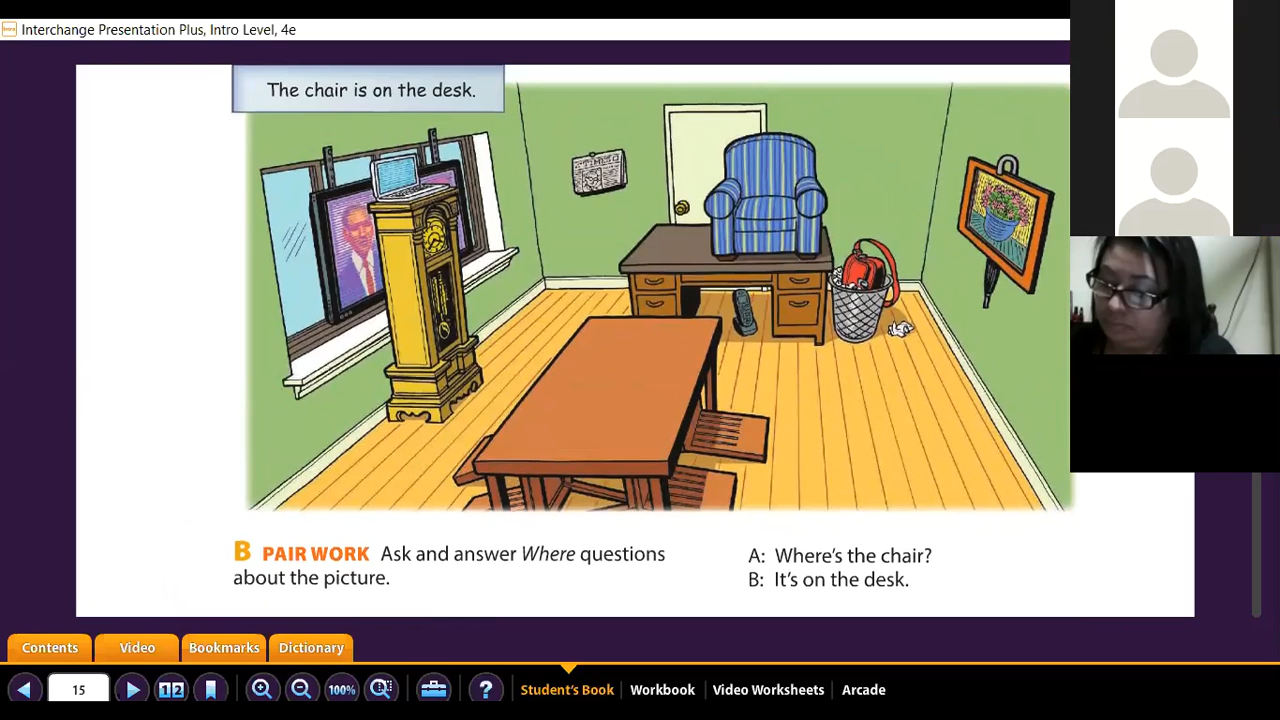 Interchange Presentation Plus, Intro Level, 4e
The chair is on the desk.
B PAIR WORK Ask and answer Where questions
about the picture.
A: Where's the chair?
B: It's on the desk.
Contents Video Bookmarks Dictionary
15 12 100% ? Student's Book Workbook Video Worksheets Arcade